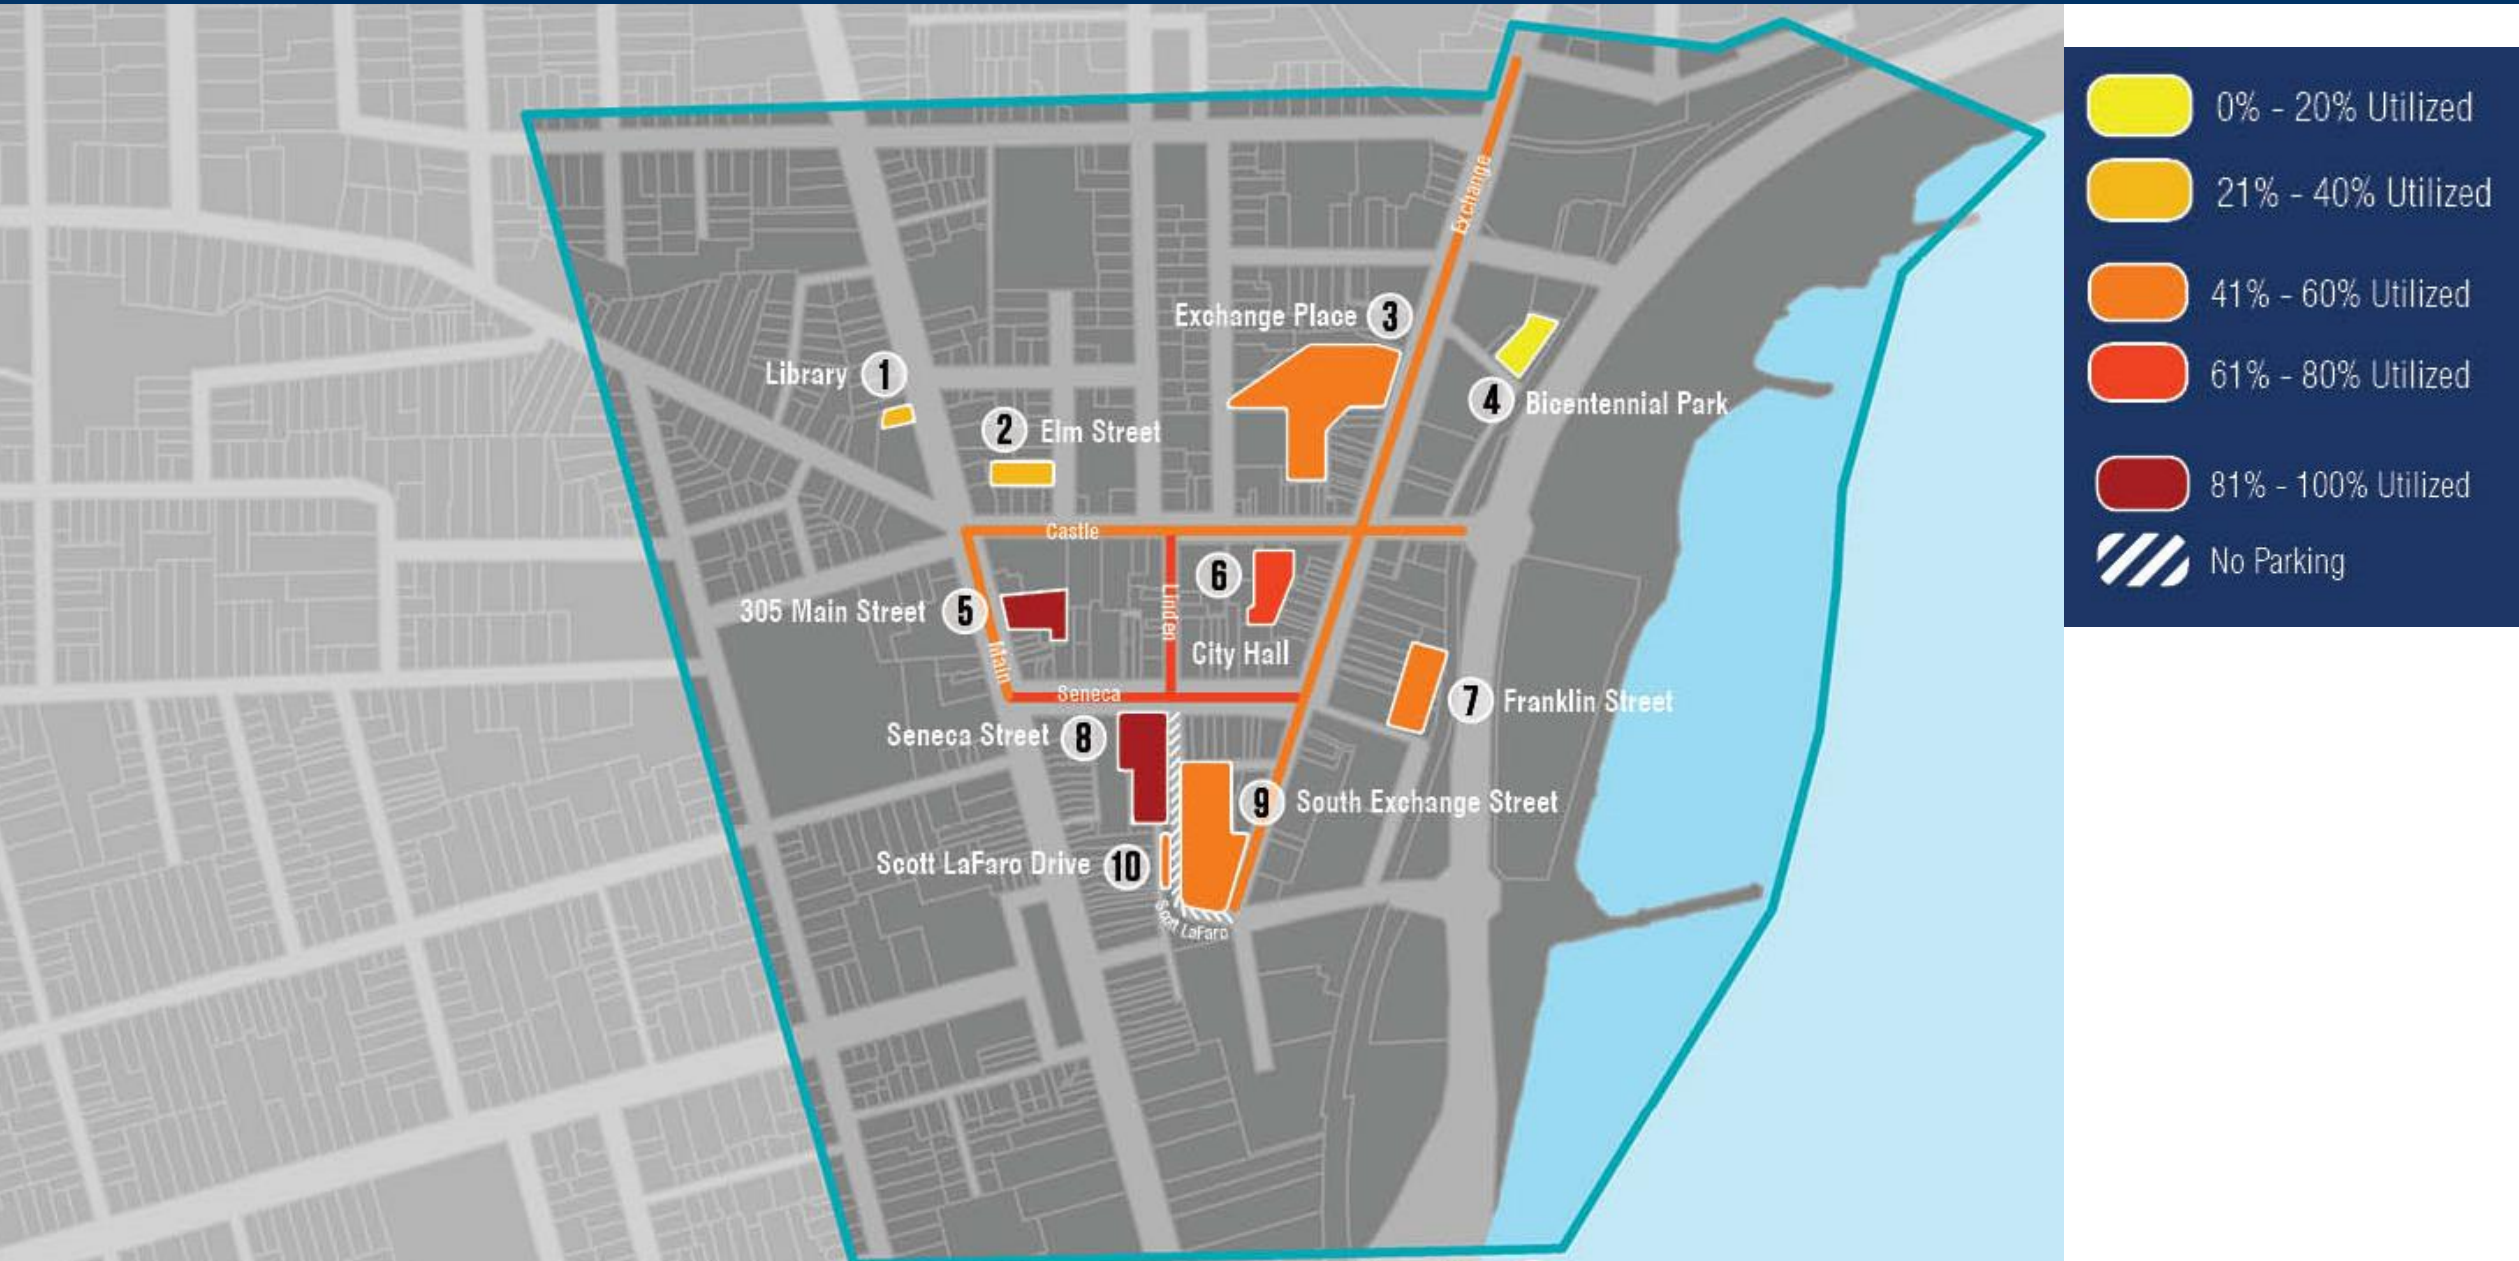 Exchange
Exchange Place 3
Library 1
4 Bicentennial Park
2 Elm Street
Castle
6
305 Main Street 5
Linden
Main
City Hall
Seneca
7 Franklin Street
Seneca Street 8
9 South Exchange Street
Scott LaFaro Drive 10
Scott LaFaro
0% - 20% Utilized
21% - 40% Utilized
41% - 60% Utilized
61% - 80% Utilized
81% - 100% Utilized
No Parking